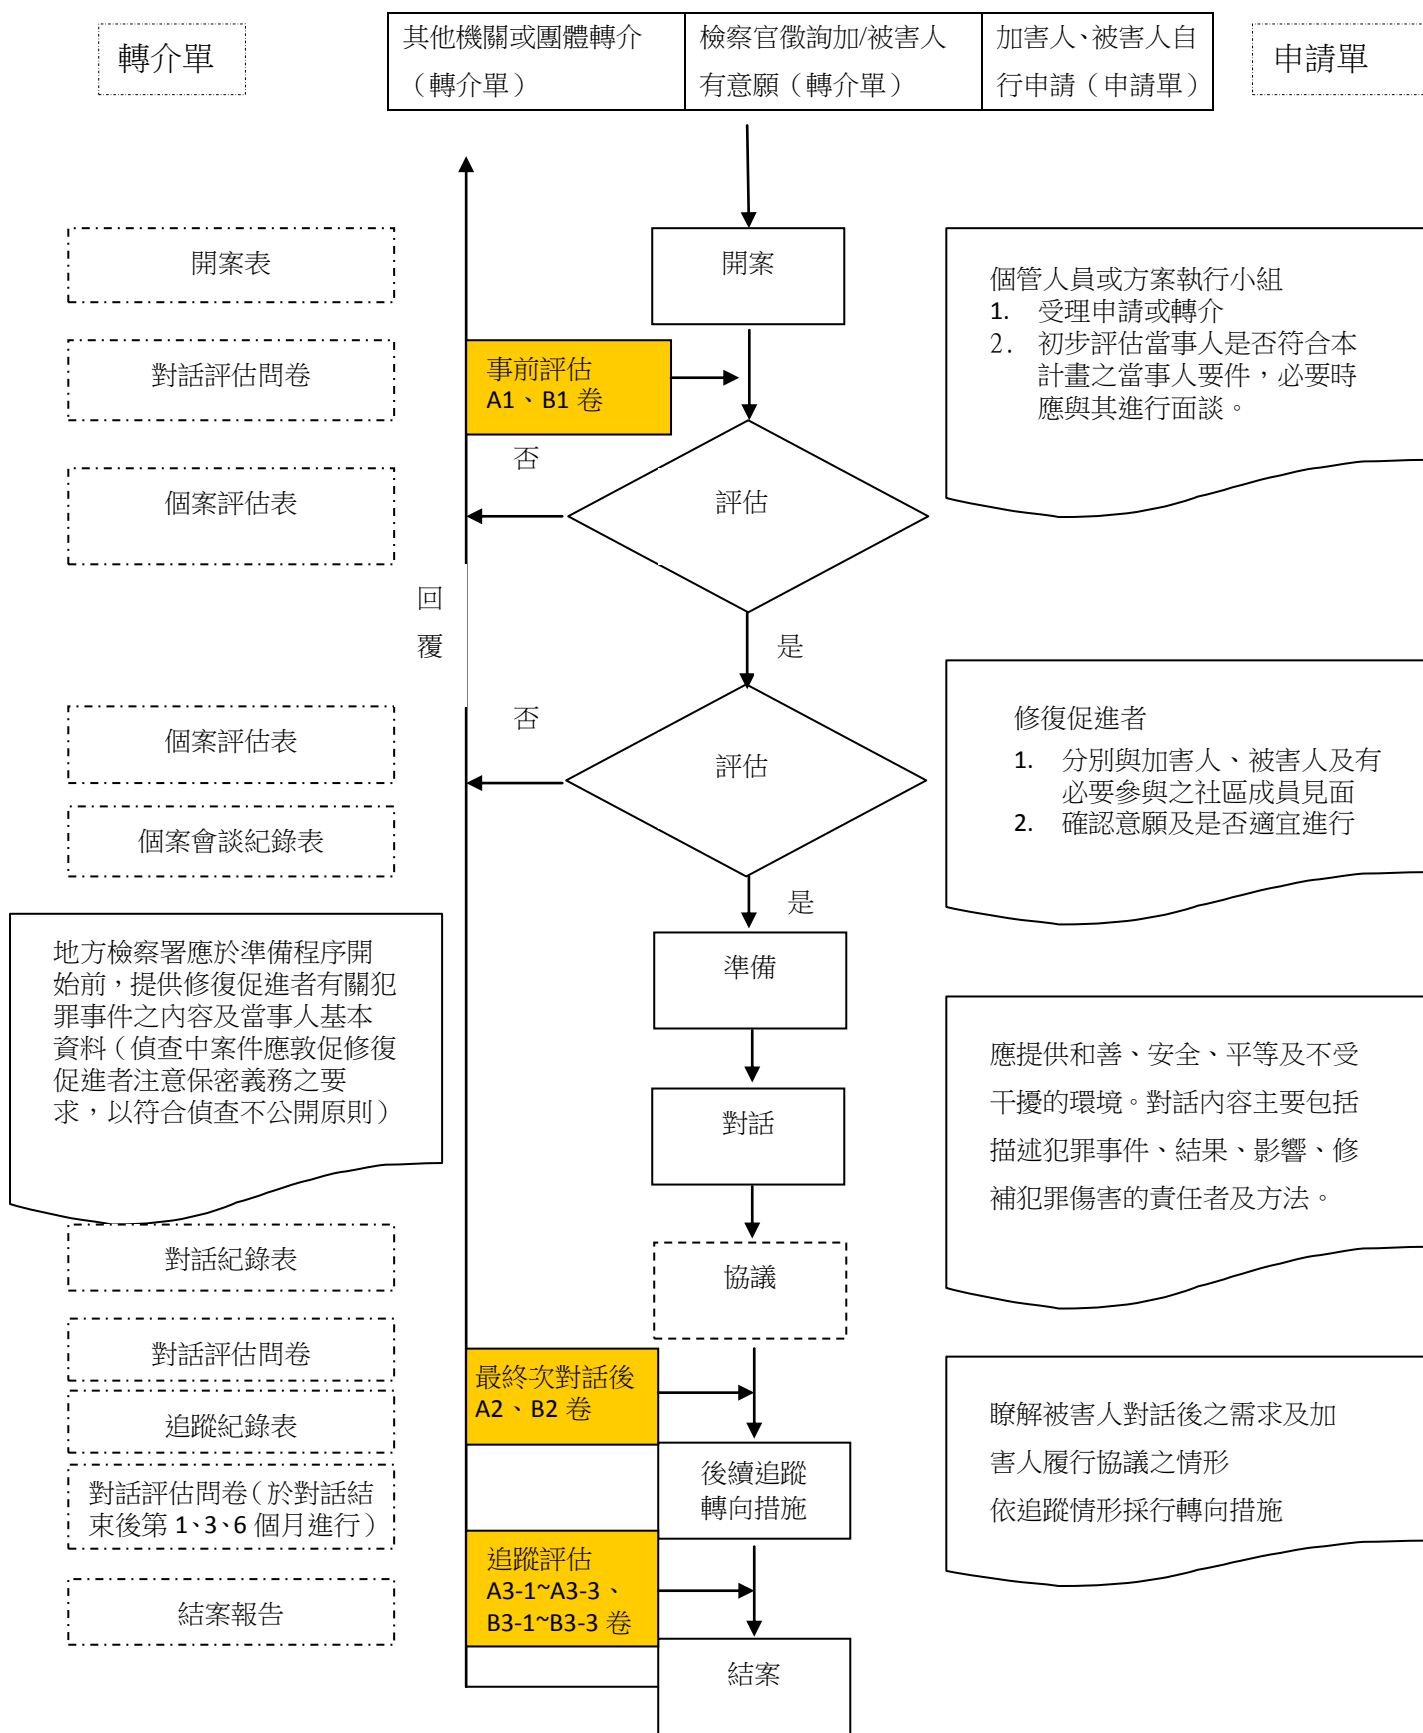 轉介單
其他機關或團體轉介
（轉介單）
檢察官徵詢加/被害人
有意願（轉介單）
加害人、被害人自
行申請（申請單）
申請單
開案表
開案
個管人員或方案執行小組
1. 受理申請或轉介
2. 初步評估當事人是否符合本
計畫之當事人要件，必要時
應與其進行面談。
對話評估問卷
事前評估
A1、B1 卷
否
個案評估表
評估
回
覆
是
否
個案評估表
評估
修復促進者
1. 分別與加害人、被害人及有
必要參與之社區成員見面
2. 確認意願及是否適宜進行
個案會談紀錄表
是
地方檢察署應於準備程序開
始前，提供修復促進者有關犯
罪事件之內容及當事人基本
資料（偵查中案件應敦促修復
促進者注意保密義務之要
求，以符合偵查不公開原則）
準備
對話
應提供和善、安全、平等及不受
干擾的環境。對話內容主要包括
描述犯罪事件、結果、影響、修
補犯罪傷害的責任者及方法。
對話紀錄表
協議
對話評估問卷
最終次對話後
A2、B2 卷
追蹤紀錄表
瞭解被害人對話後之需求及加
害人履行協議之情形
依追蹤情形採行轉向措施
後續追蹤
轉向措施
對話評估問卷（於對話結
束後第 1、3、6 個月進行）
追蹤評估
A3-1~A3-3、
B3-1~B3-3 卷
結案報告
結案